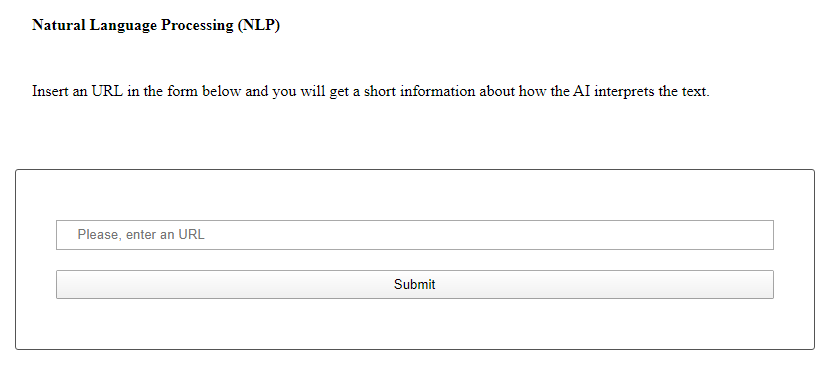 Natural Language Processing (NLP)
Insert an URL in the form below and you will get a short information about how the AI interprets the text.
Please, enter an URL
Submit